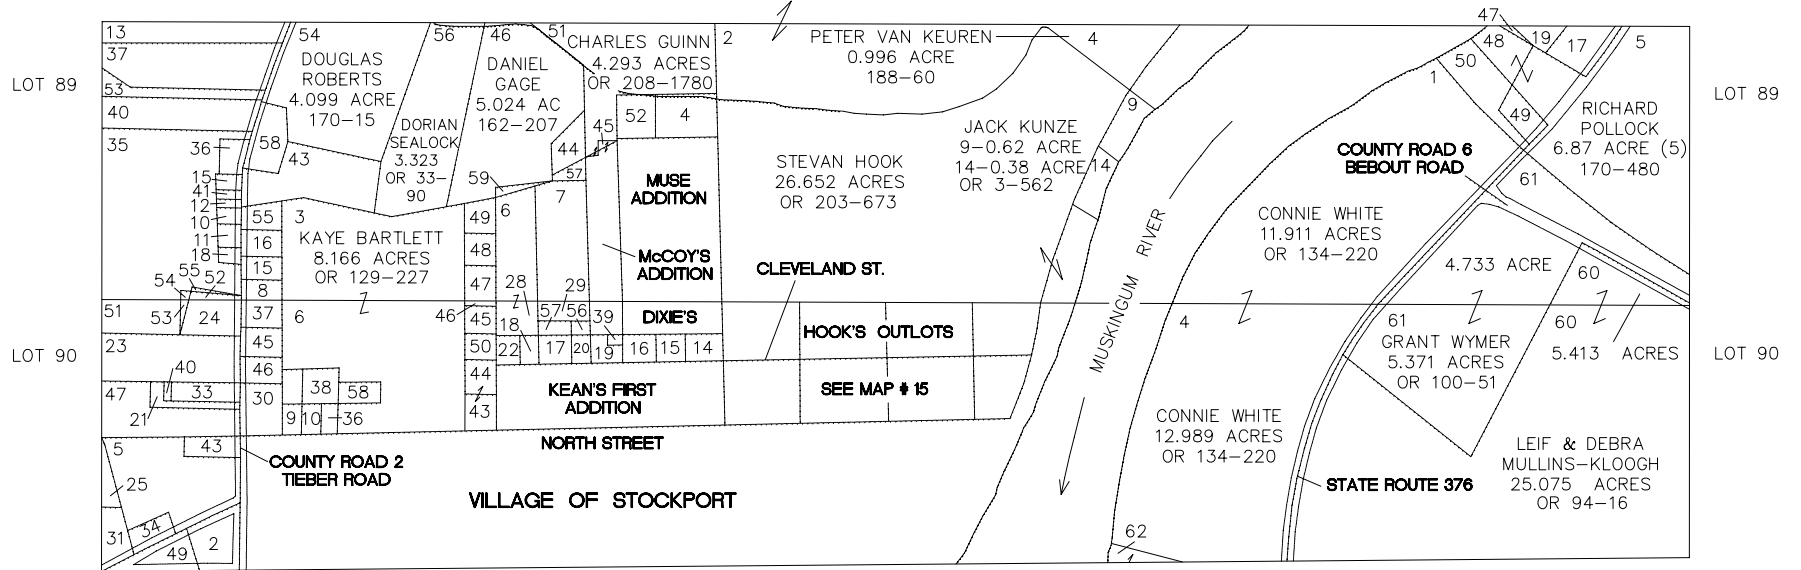 LOT 89
LOT 90
LOT 89
LOT 90
13
37
53
40
35
36
15
41
12
10
11
18
54
55
52
53
24
51
23
40
33
47
21
5
43
25
34
31
49
2
54
DOUGLAS
ROBERTS
4.099 ACRE
170-15
58
43
56
DORIAN
SEALOCK
3.323
OR 33-
90
46
DANIEL
GAGE
5.024 AC
162-207
59
51
CHARLES GUINN
4.293 ACRES
OR 208-1780
45
44
57
52
4
7
6
55
16
15
8
37
45
46
30
3
KAYE BARTLETT
8.166 ACRES
OR 129-227
6
38
58
9
10
36
49
48
47
46
45
50
44
43
28
29
18
57
56
39
22
17
20
19
16
15
14
MUSE
ADDITION
McCOY'S
ADDITION
DIXIE'S
KEAN'S FIRST
ADDITION
NORTH STREET
COUNTY ROAD 2
TIEBER ROAD
VILLAGE OF STOCKPORT
2
PETER VAN KEUREN
0.996 ACRE
188-60
4
9
JACK KUNZE
9-0.62 ACRE
14-0.38 ACRE
OR 3-562
14
STEVAN HOOK
26.652 ACRES
OR 203-673
CLEVELAND ST.
HOOK'S OUTLOTS
SEE MAP # 15
MUSKINGUM RIVER
47
48
19
17
5
50
1
49
RICHARD
POLLOCK
6.87 ACRE (5)
170-480
COUNTY ROAD 6
BEBOUT ROAD
61
CONNIE WHITE
11.911 ACRES
OR 134-220
4.733 ACRE
60
4
61
GRANT WYMER
5.371 ACRES
OR 100-51
60
5.413 ACRES
CONNIE WHITE
12.989 ACRES
OR 134-220
LEIF & DEBRA
MULLINS-KLOOGH
25.075 ACRES
OR 94-16
STATE ROUTE 376
62